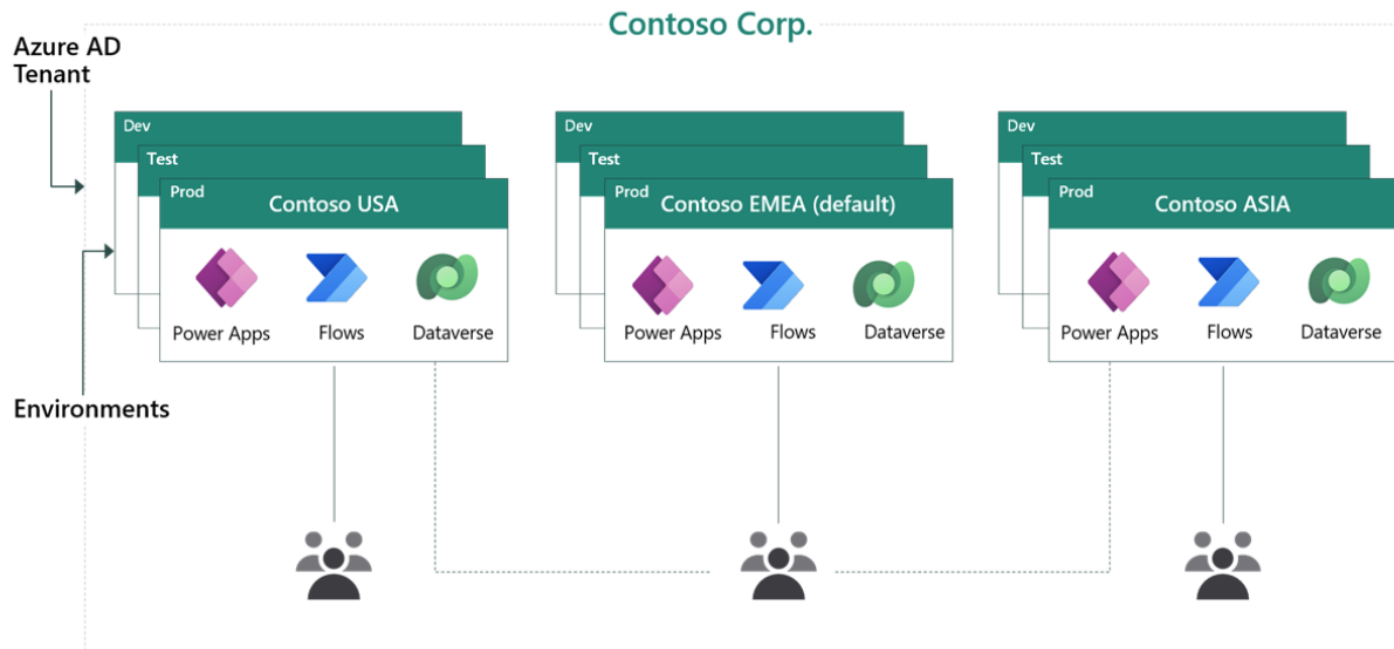 Contoso Corp.
Azure AD
Tenant
Environments
Dev
Test
Prod
Contoso USA
Power Apps
Flows
Dataverse
Dev
Test
Prod
Contoso EMEA (default)
Power Apps
Flows
Dataverse
Dev
Test
Prod
Contoso ASIA
Power Apps
Flows
Dataverse